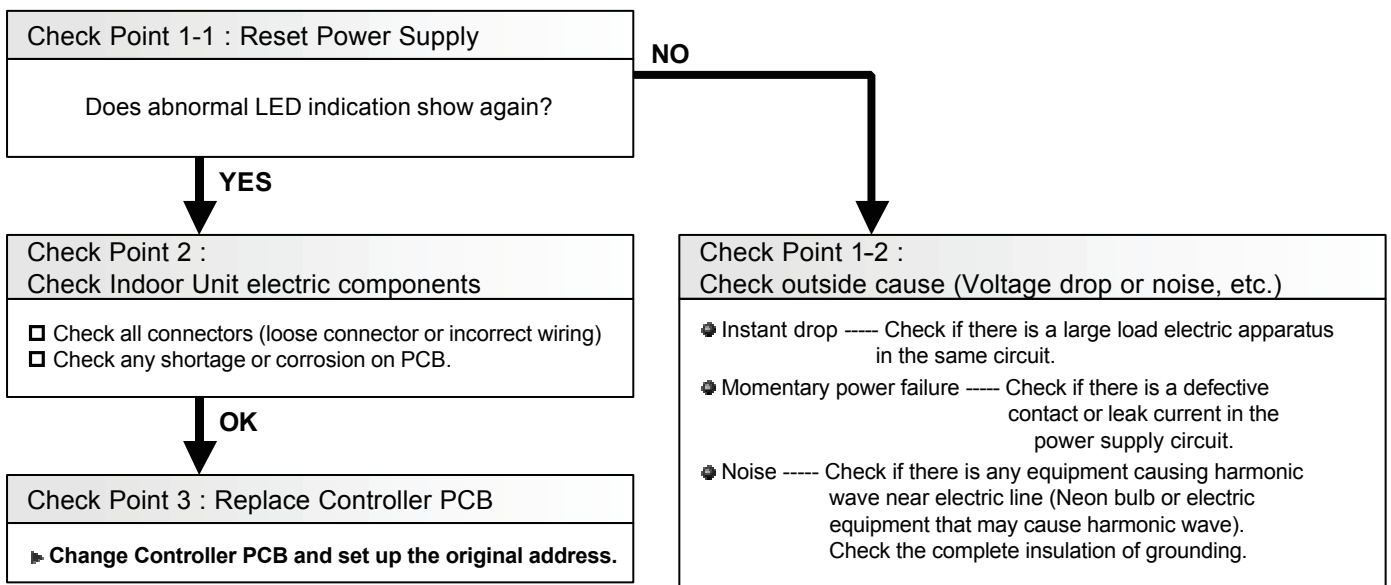 Check Point 1-1 : Reset Power Supply
Does abnormal LED indication show again?
NO
YES
Check Point 2 :
Check Indoor Unit electric components
☐ Check all connectors (loose connector or incorrect wiring)
☐ Check any shortage or corrosion on PCB.
OK
Check Point 3 : Replace Controller PCB
▶ Change Controller PCB and set up the original address.
Check Point 1-2 :
Check outside cause (Voltage drop or noise, etc.)
● Instant drop ----- Check if there is a large load electric apparatus
in the same circuit.
● Momentary power failure ----- Check if there is a defective
contact or leak current in the
power supply circuit.
● Noise ----- Check if there is any equipment causing harmonic
wave near electric line (Neon bulb or electric
equipment that may cause harmonic wave).
Check the complete insulation of grounding.